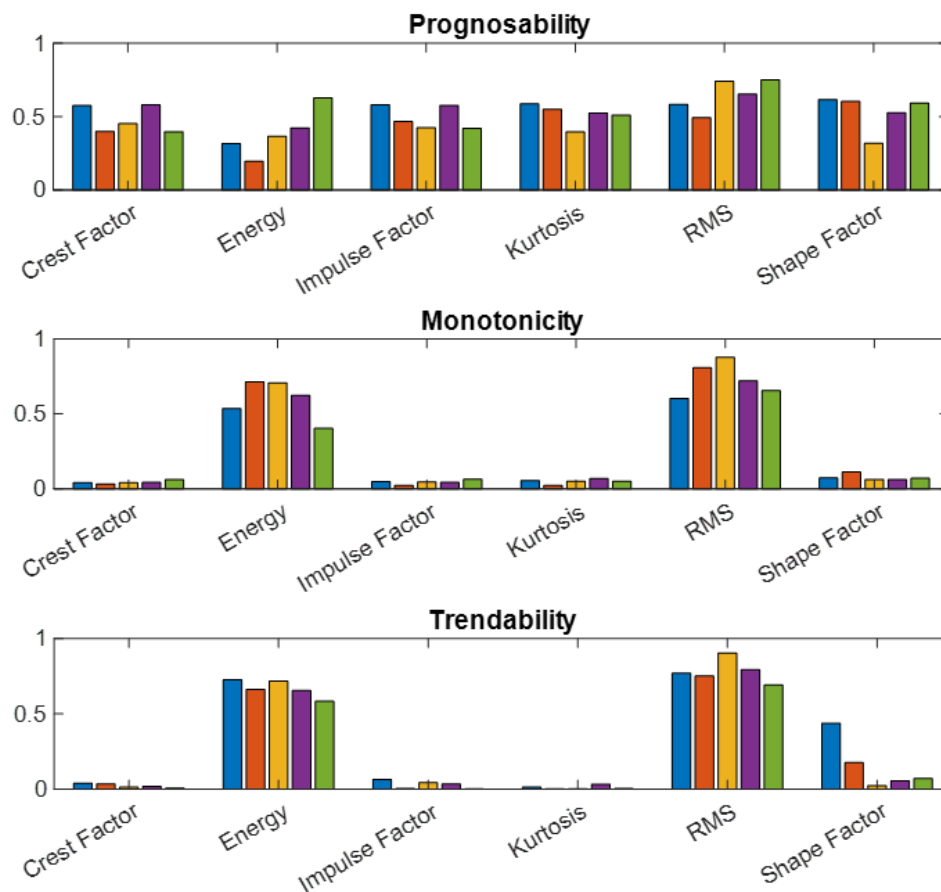 Prognosability
1
0.5
0
Crest Factor
Energy
Impulse Factor
Kurtosis
RMS
Shape Factor
Monotonicity
1
0.5
0
Crest Factor
Energy
Impulse Factor
Kurtosis
RMS
Shape Factor
Trendability
1
0.5
0
Crest Factor
Energy
Impulse Factor
Kurtosis
RMS
Shape Factor